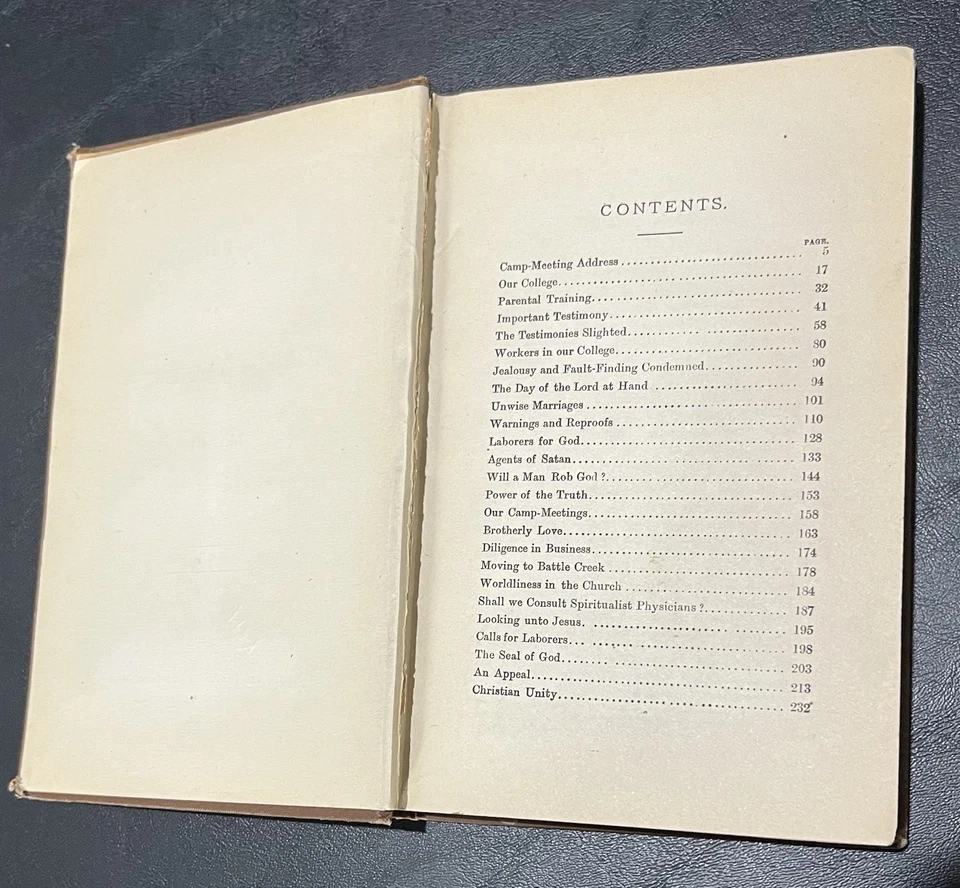 CONTENTS.
PAGE.
Camp-Meeting Address 5
Our College 17
Parental Training 32
Important Testimony 41
The Testimonies Slighted 58
Workers in our College 80
Jealousy and Fault-Finding Condemned 90
The Day of the Lord at Hand 94
Unwise Marriages 101
Warnings and Reproofs 110
Laborers for God 128
Agents of Satan 133
Will a Man Rob God? 144
Power of the Truth 153
Our Camp-Meetings 158
Brotherly Love 163
Diligence in Business 174
Moving to Battle Creek 178
Worldliness in the Church 184
Shall we Consult Spiritualist Physicians? 187
Looking unto Jesus. 195
Calls for Laborers 198
The Seal of God 203
An Appeal 213
Christian Unity 232